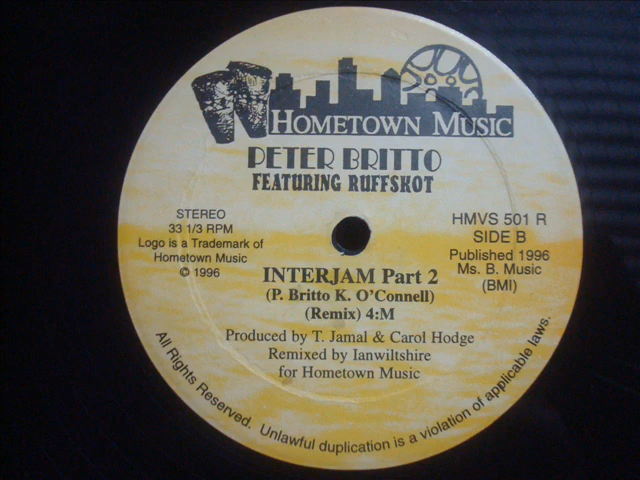 HOMETOWN MUSIC
PETER BRITTO
FEATURING RUFFSKOT
STEREO
33 1/3 RPM
Logo is a Trademark of
Hometown Music
© 1996
HMVS 501 R
SIDE B
Published 1996
Ms. B. Music
(BMI)
INTERJAM Part 2
(P. Britto K. O'Connell)
(Remix) 4:M
Produced by T. Jamal & Carol Hodge
Remixed by Ianwiltshire
for Hometown Music
All Rights Reserved. Unlawful duplication is a violation of applicable laws.